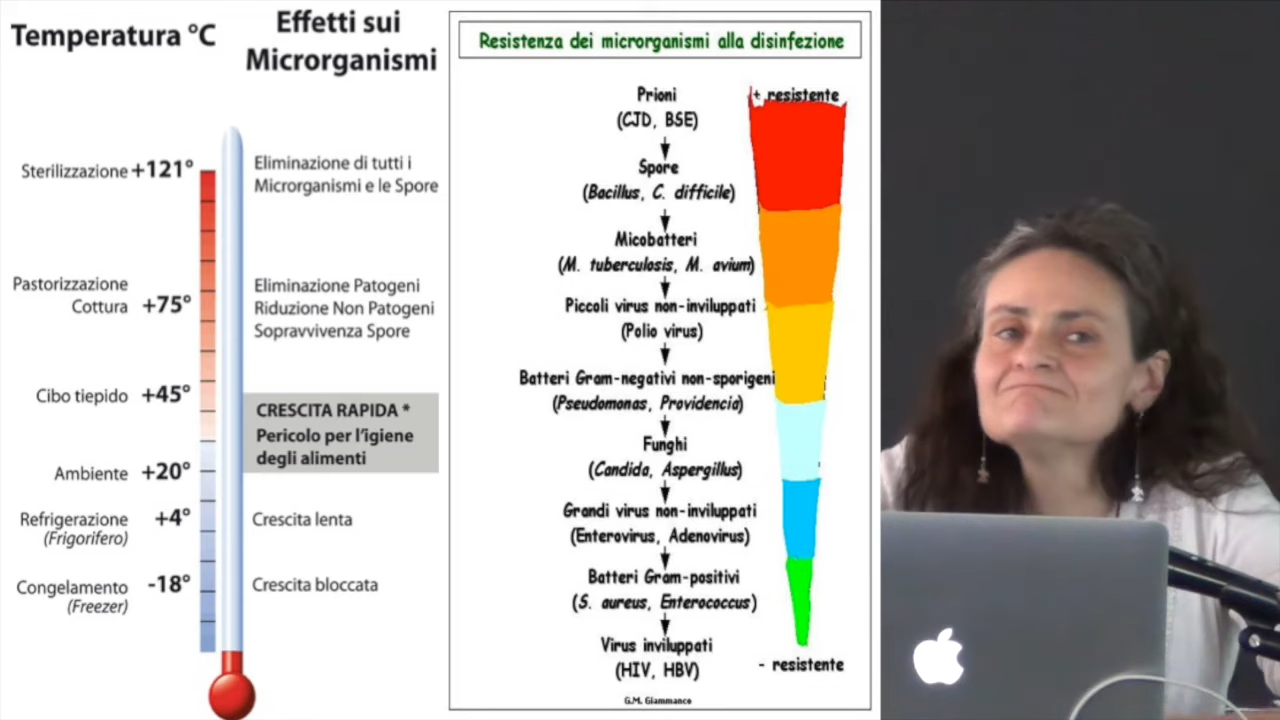 Temperatura °C
Effetti sui
Microrganismi
Sterilizzazione +121°
Eliminazione di tutti i
Microrganismi e le Spore
Pastorizzazione
Cottura +75°
Eliminazione Patogeni
Riduzione Non Patogeni
Sopravvivenza Spore
Cibo tiepido +45°
CRESCITA RAPIDA *
Pericolo per l'igiene
degli alimenti
Ambiente +20°
Refrigerazione +4°
(Frigorifero)
Crescita lenta
Congelamento -18°
(Freezer)
Crescita bloccata
Resistenza dei microrganismi alla disinfezione
+ resistente
Prioni
(CJD, BSE)
Spore
(Bacillus, C. difficile)
Micobatteri
(M. tuberculosis, M. avium)
Piccoli virus non-inviluppati
(Polio virus)
Batteri Gram-negativi non-sporigeni
(Pseudomonas, Providencia)
Funghi
(Candida, Aspergillus)
Grandi virus non-inviluppati
(Enterovirus, Adenovirus)
Batteri Gram-positivi
(S. aureus, Enterococcus)
Virus inviluppati
(HIV, HBV)
- resistente
G.M. Giammanco